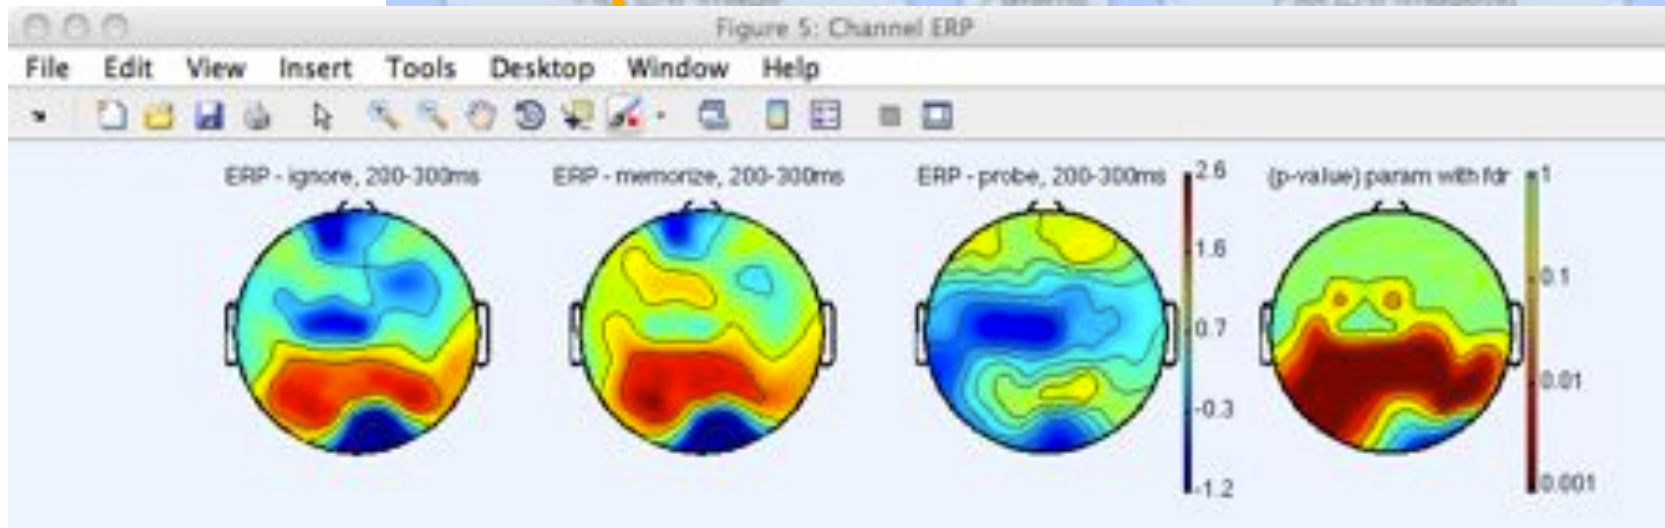 Figure 5: Channel ERP
File Edit View Insert Tools Desktop Window Help
ERP - ignore, 200-300ms
ERP - memorize, 200-300ms
ERP - probe, 200-300ms
2.6
1.6
0.7
-0.3
-1.2
(p-value) param with fdr
1
0.1
0.01
0.001